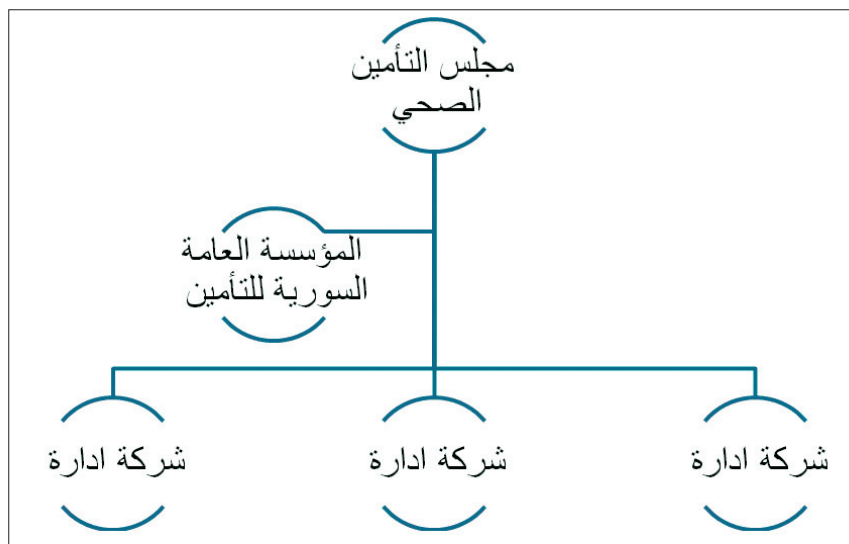 مجلس التأمين
الصحي
المؤسسة العامة
السورية للتأمين
شركة ادارة
شركة ادارة
شركة ادارة